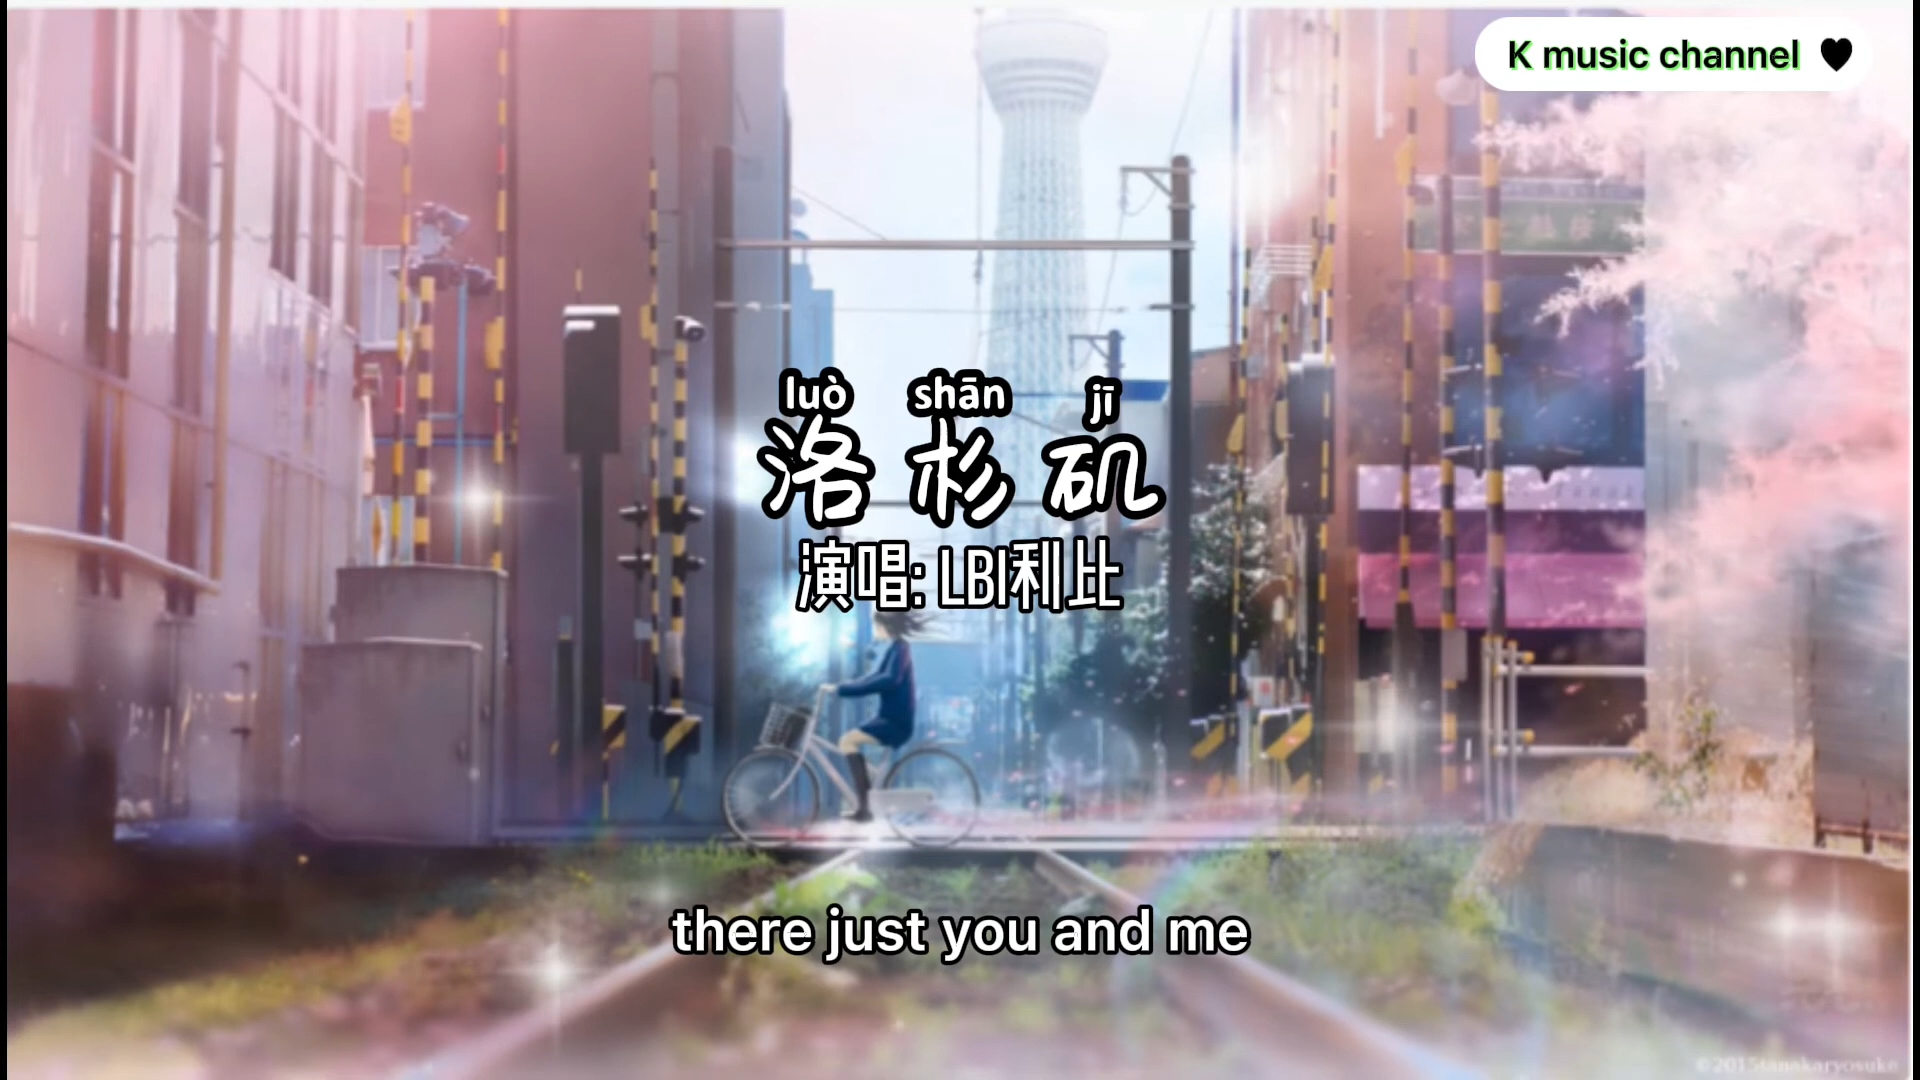 K music channel 🖤
luò shān jī
洛杉矶
演唱: LBI利比
there just you and me
©2015tanakaryosuke